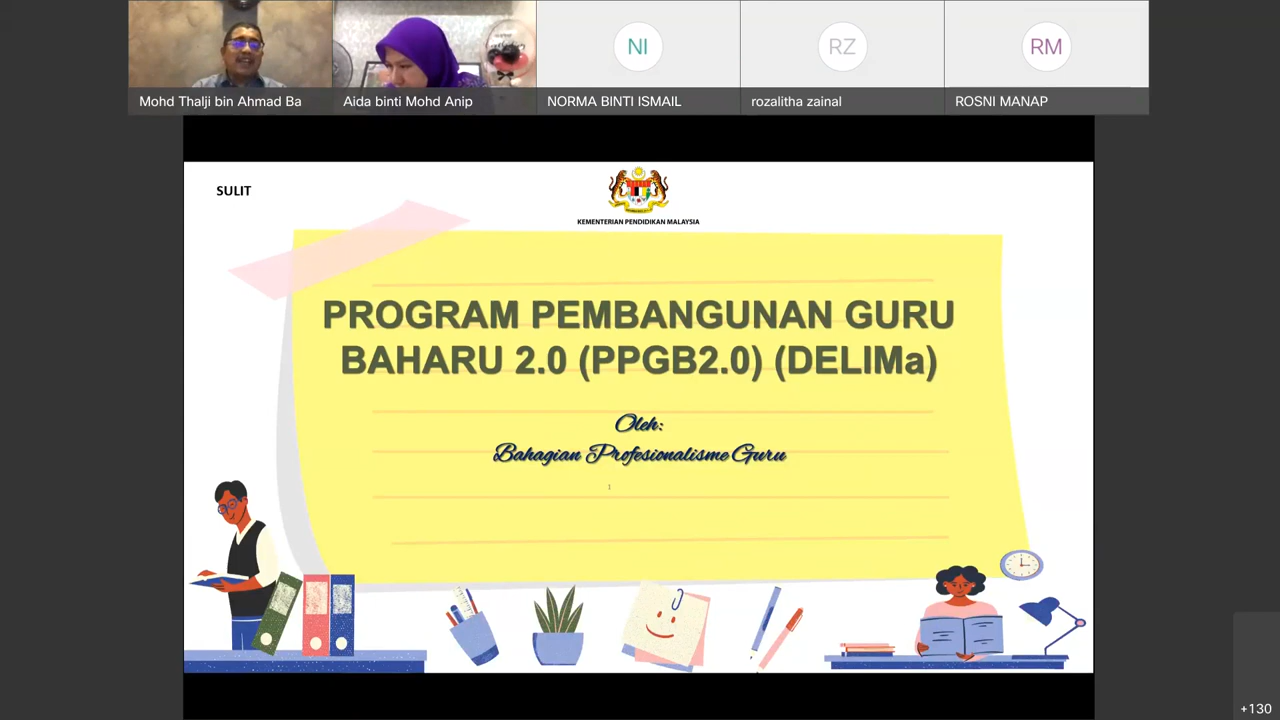 NI
RZ
RM
Mohd Thalji bin Ahmad Ba
Aida binti Mohd Anip
NORMA BINTI ISMAIL
rozalitha zainal
ROSNI MANAP
SULIT
KEMENTERIAN PENDIDIKAN MALAYSIA
PROGRAM PEMBANGUNAN GURU
BAHARU 2.0 (PPGB2.0) (DELIMa)
Oleh:
Bahagian Profesionalisme Guru
1
+130